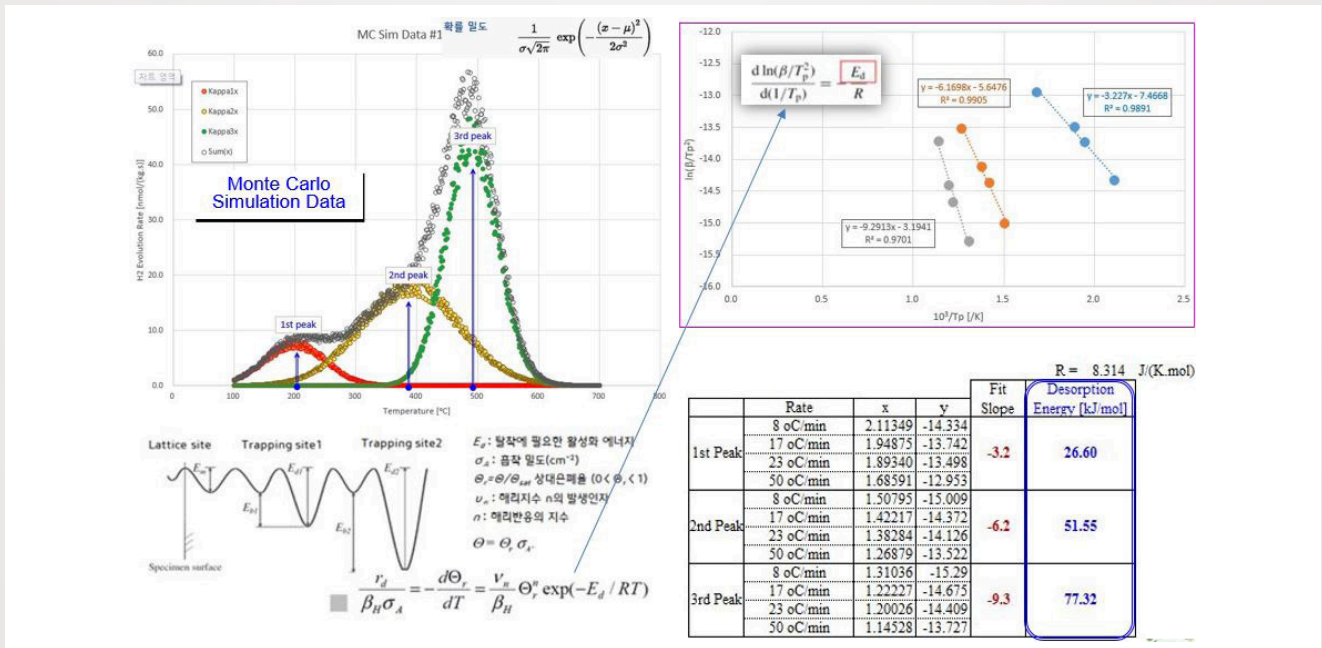 MC Sim Data #1
확률 밀도
1/(σ√2π) exp(−(x − μ)²/2σ²)
차트 영역
H2 Evolution Rate [nmol/(kg.s)]
60.0
50.0
40.0
30.0
20.0
10.0
0.0
Kappa1x
Kappa2x
Kappa3x
Sum(x)
Monte Carlo
Simulation Data
1st peak
2nd peak
3rd peak
0 100 200 300 400 500 600 700 800
Temperature [℃]
-12.0
-12.5
-13.0
-13.5
-14.0
-14.5
-15.0
-15.5
-16.0
ln(β/Tp²)
d ln(β/Tp²)/d(1/Tp) = − Ed/R
y = -6.1698x - 5.6476
R² = 0.9905
y = -3.227x - 7.4668
R² = 0.9891
y = -9.2913x - 3.1941
R² = 0.9701
0.0 0.5 1.0 1.5 2.0 2.5
10³/Tp [/K]
Lattice site Trapping site1 Trapping site2
Em Ed1 Ed2
Eb1 Eb2
Specimen surface
Ed : 탈착에 필요한 활성화 에너지
σA : 흡착 밀도(cm⁻²)
Θr=Θ/Θsat 상대은폐율 (0<Θr<1)
υn : 해리지수 n의 발생인자
n : 해리반응의 지수
Θ= Θr σA.
rd/(βHσA) = −dΘr/dT = (νn/βH) Θr^n exp(−Ed / RT)
R = 8.314 J/(K.mol)
Rate x y Fit Slope Desorption Energy [kJ/mol]
1st Peak -3.2 26.60
8 oC/min 2.11349 -14.334
17 oC/min 1.94875 -13.742
23 oC/min 1.89340 -13.498
50 oC/min 1.68591 -12.953
2nd Peak -6.2 51.55
8 oC/min 1.50795 -15.009
17 oC/min 1.42217 -14.372
23 oC/min 1.38284 -14.126
50 oC/min 1.26879 -13.522
3rd Peak -9.3 77.32
8 oC/min 1.31036 -15.29
17 oC/min 1.22227 -14.675
23 oC/min 1.20026 -14.409
50 oC/min 1.14528 -13.727